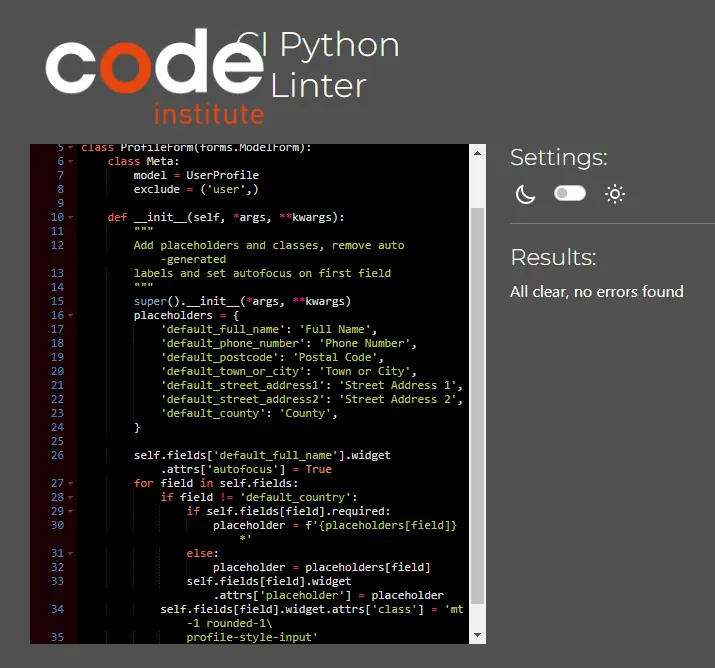 code
institute
CI Python
Linter
5 class ProfileForm(forms.ModelForm):
6 class Meta:
7 model = UserProfile
8 exclude = ('user',)
9
10 def __init__(self, *args, **kwargs):
11 """
12 Add placeholders and classes, remove auto
-generated
13 labels and set autofocus on first field
14 """
15 super().__init__(*args, **kwargs)
16 placeholders = {
17 'default_full_name': 'Full Name',
18 'default_phone_number': 'Phone Number',
19 'default_postcode': 'Postal Code',
20 'default_town_or_city': 'Town or City',
21 'default_street_address1': 'Street Address 1',
22 'default_street_address2': 'Street Address 2',
23 'default_county': 'County',
24 }
25
26 self.fields['default_full_name'].widget
.attrs['autofocus'] = True
27 for field in self.fields:
28 if field != 'default_country':
29 if self.fields[field].required:
30 placeholder = f'{placeholders[field]}
*'
31 else:
32 placeholder = placeholders[field]
33 self.fields[field].widget
.attrs['placeholder'] = placeholder
34 self.fields[field].widget.attrs['class'] = 'mt
-1 rounded-1\
35 profile-style-input'
Settings:
Results:
All clear, no errors found